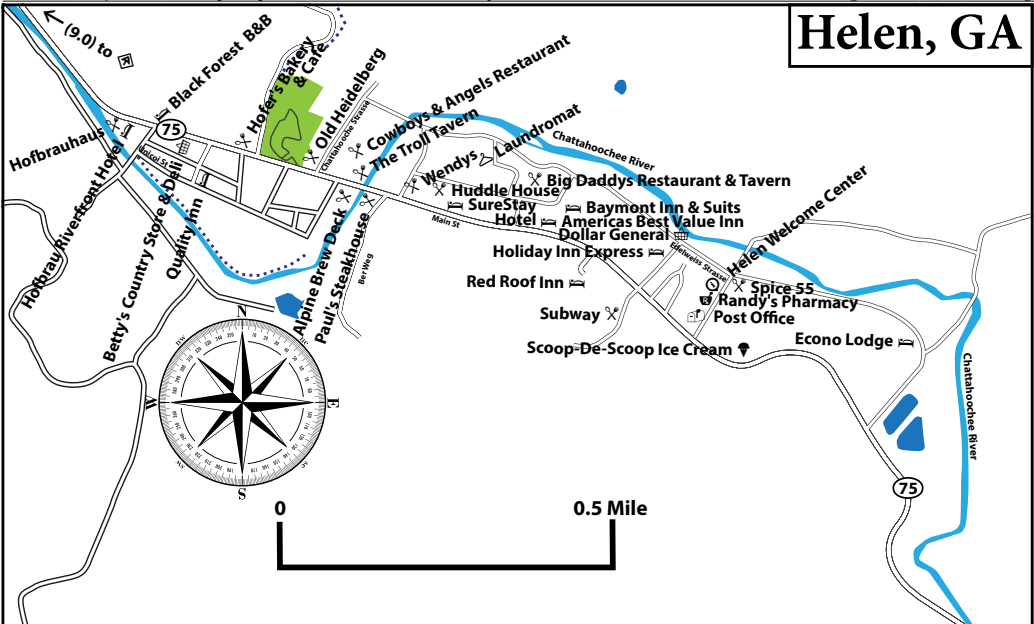 Helen, GA
(9.0) to
Black Forest B&B
Hofer's Bakery
& Cafe
Old Heidelberg
Chattahooche Strasse
Cowboys & Angels Restaurant
The Troll Tavern
Wendys
Laundromat
Chattahoochee River
75
Hofbrauhaus
Unicoi St
Hofbrau Riverfront Hotel
Betty's Country Store & Deli
Quality Inn
Alpine Brew Deck
Paul's Steakhouse
Ber Weg
Main St
Huddle House
Big Daddys Restaurant & Tavern
SureStay
Hotel
Baymont Inn & Suits
Americas Best Value Inn
Dollar General
Holiday Inn Express
Edelweiss Strasse
Helen Welcome Center
Red Roof Inn
Spice 55
Randy's Pharmacy
Post Office
Subway
Scoop-De-Scoop Ice Cream
Econo Lodge
Chattahoochee River
75
N
E
S
W
0
0.5 Mile